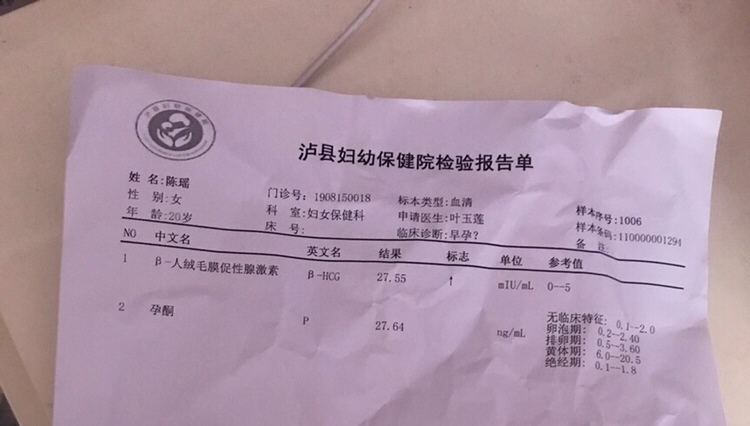 泸县妇幼保健院检验报告单
姓 名:陈瑶
性 别:女 门诊号:1908150018 标本类型:血清 样本序号:1006
年 龄:20岁 科 室:妇女保健科 申请医生:叶玉莲 样本条码:110000001294
床 号: 临床诊断:早孕? 备 注:
NO 中文名 英文名 结果 标志 单位 参考值
1 β-人绒毛膜促性腺激素 β-HCG 27.55 ↑ mIU/mL 0--5
2 孕酮 P 27.64 ng/mL 无临床特征: 0.1--2.0
卵泡期: 0.2--2.40
排卵期: 0.5--3.60
黄体期: 6.0--20.5
绝经期: 0.1--1.8